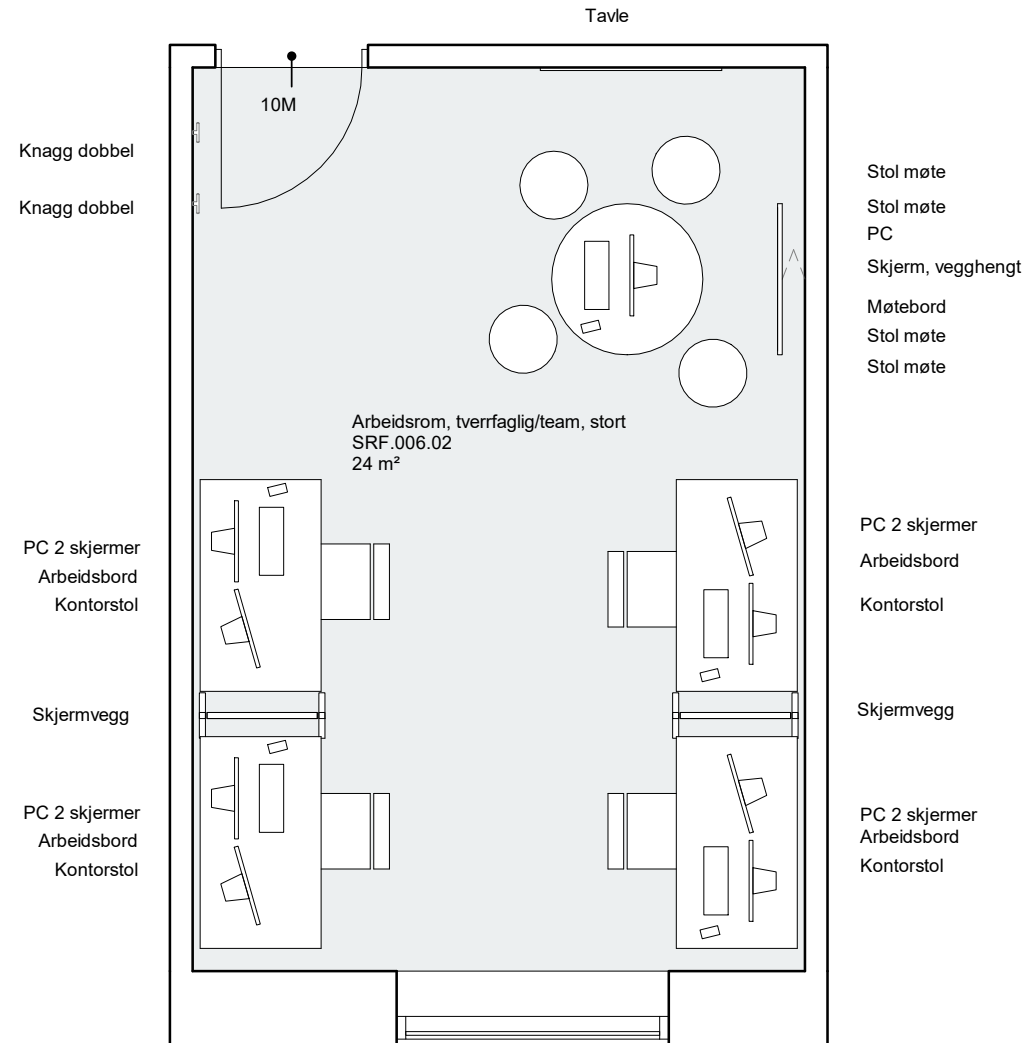 Tavle
10M
Knagg dobbel
Knagg dobbel
Stol møte
Stol møte
PC
Skjerm, vegghengt
Møtebord
Stol møte
Stol møte
Arbeidsrom, tverrfaglig/team, stort
SRF.006.02
24 m²
PC 2 skjermer
Arbeidsbord
Kontorstol
PC 2 skjermer
Arbeidsbord
Kontorstol
Skjermvegg
Skjermvegg
PC 2 skjermer
Arbeidsbord
Kontorstol
PC 2 skjermer
Arbeidsbord
Kontorstol